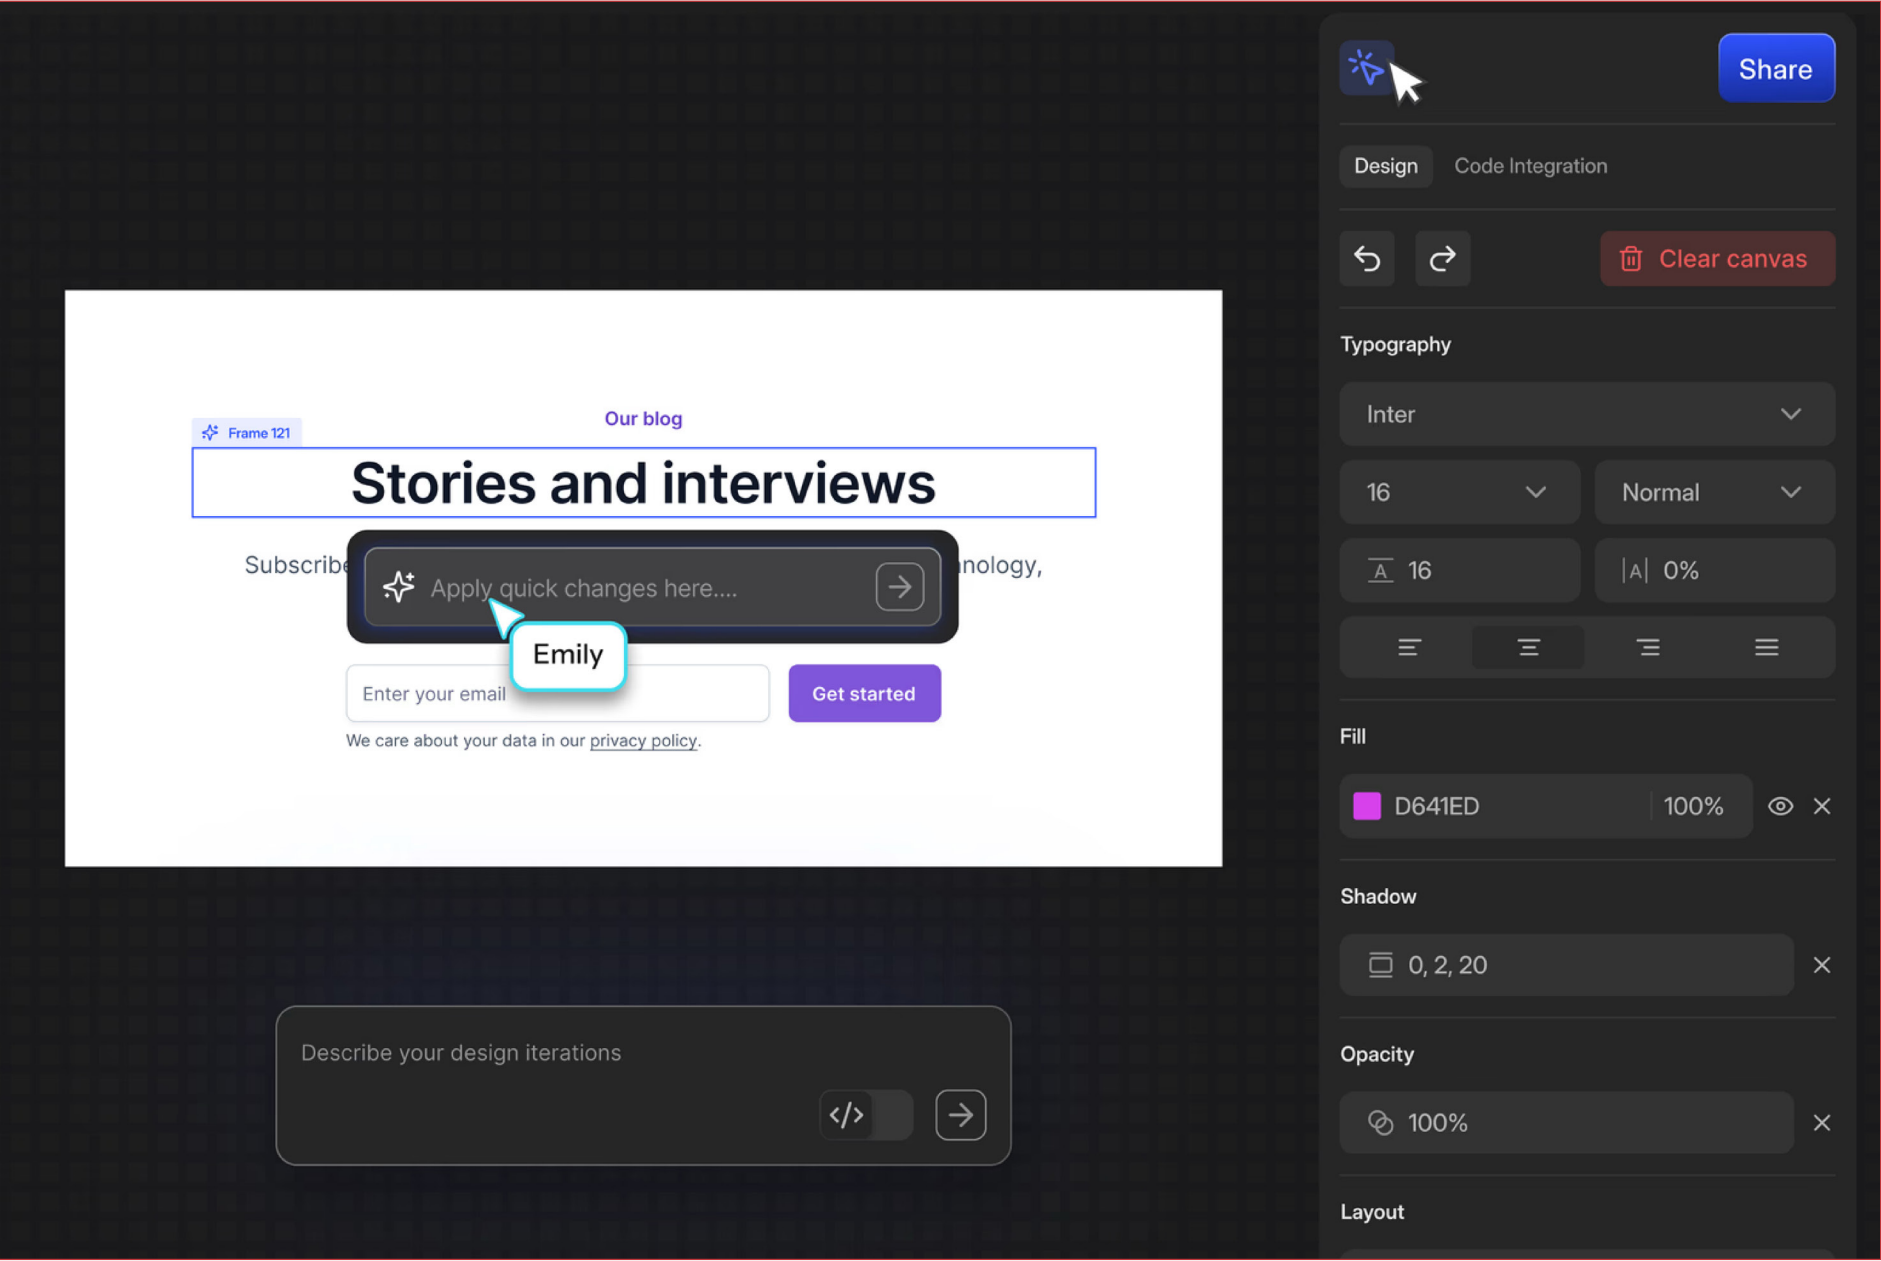 Share
Design Code Integration
Clear canvas
Typography
Inter
16 Normal
A 16 |A| 0%
Fill
D641ED 100%
Shadow
0, 2, 20
Opacity
100%
Layout
Our blog
Frame 121
Stories and interviews
Subscribe
nology,
Apply quick changes here....
Emily
Enter your email Get started
We care about your data in our privacy policy.
Describe your design iterations
</>